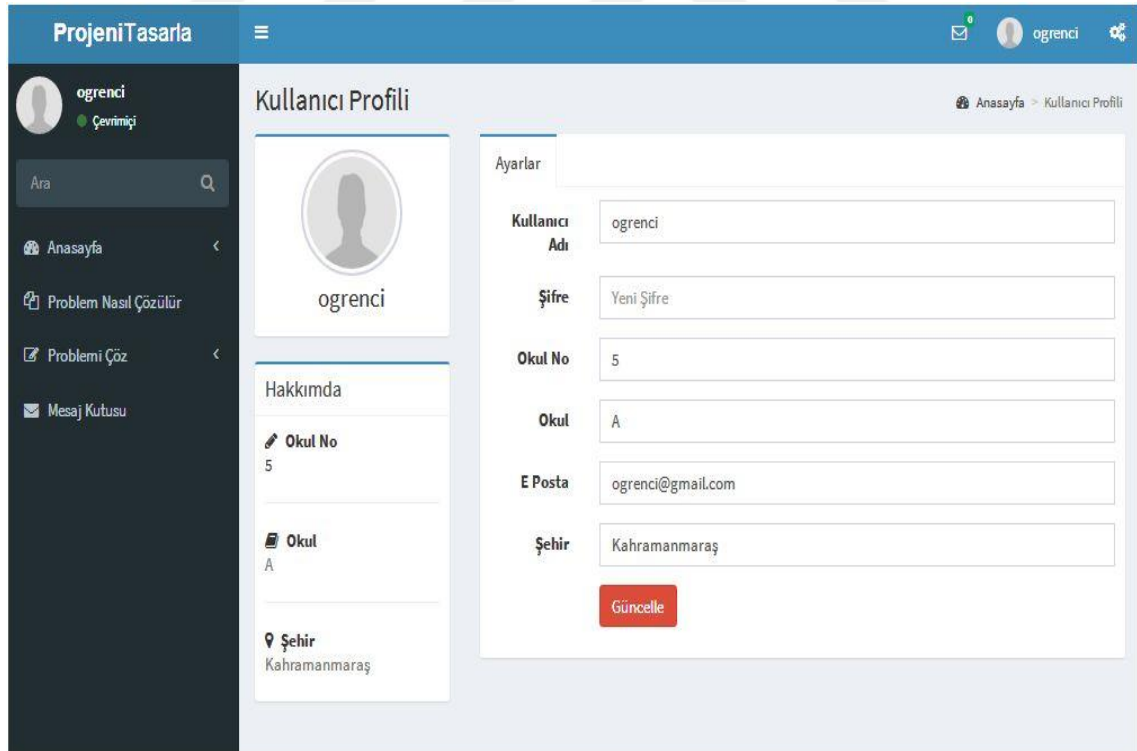 ProjeniTasarla
0
ogrenci
ogrenci
Çevrimiçi
Ara
Anasayfa
Problem Nasıl Çözülür
Problemi Çöz
Mesaj Kutusu
Kullanıcı Profili
Anasayfa > Kullanıcı Profili
ogrenci
Hakkımda
Okul No
5
Okul
A
Şehir
Kahramanmaraş
Ayarlar
Kullanıcı
Adı
ogrenci
Şifre
Yeni Şifre
Okul No
5
Okul
A
E Posta
ogrenci@gmail.com
Şehir
Kahramanmaraş
Güncelle